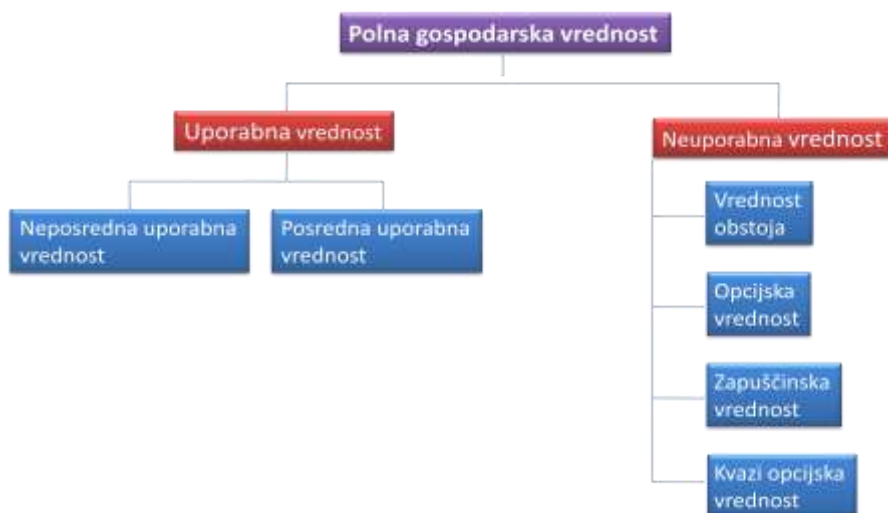 Polna gospodarska vrednost
Uporabna vrednost
Neuporabna vrednost
Neposredna uporabna
vrednost
Posredna uporabna
vrednost
Vrednost
obstoja
Opcijska
vrednost
Zapuščinska
vrednost
Kvazi opcijska
vrednost